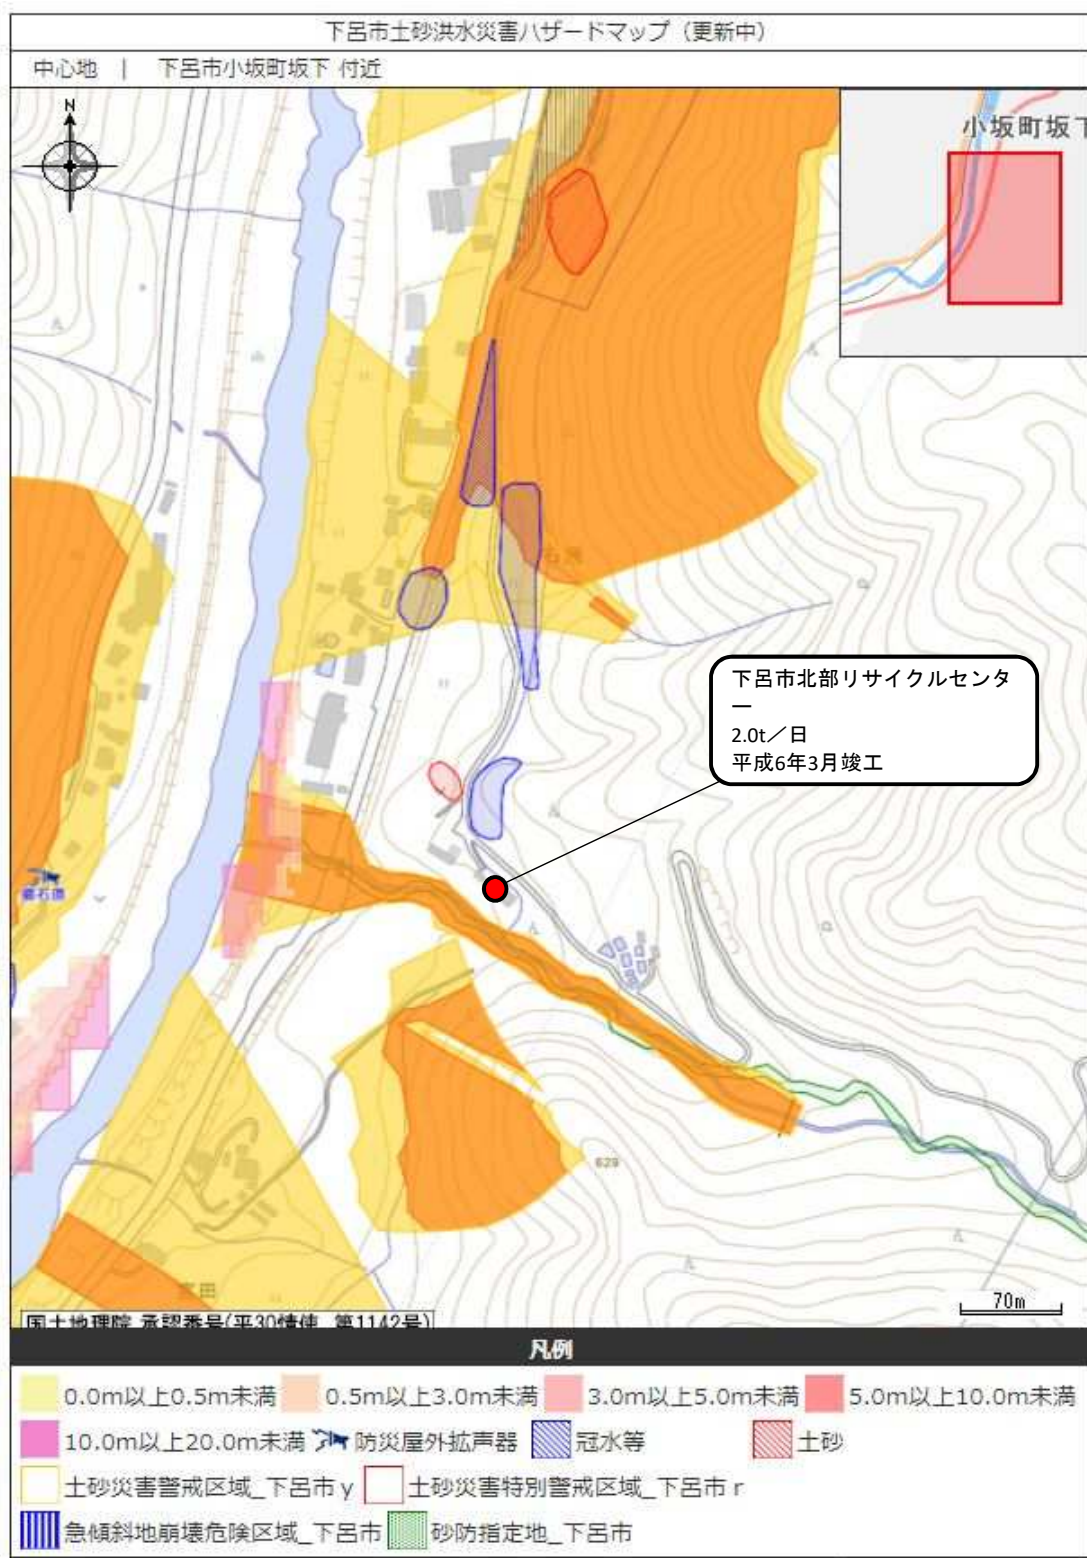 下呂市土砂洪水災害ハザードマップ（更新中）
中心地 | 下呂市小坂町坂下 付近
N
小坂町坂下
下呂市北部リサイクルセンタ
ー
2.0t／日
平成6年3月竣工
629
70m
国土地理院 承認番号(平30情使 第1142号)
凡例
0.0m以上0.5m未満 0.5m以上3.0m未満 3.0m以上5.0m未満 5.0m以上10.0m未満
10.0m以上20.0m未満 防災屋外拡声器 冠水等 土砂
土砂災害警戒区域_下呂市ｙ 土砂災害特別警戒区域_下呂市ｒ
急傾斜地崩壊危険区域_下呂市 砂防指定地_下呂市